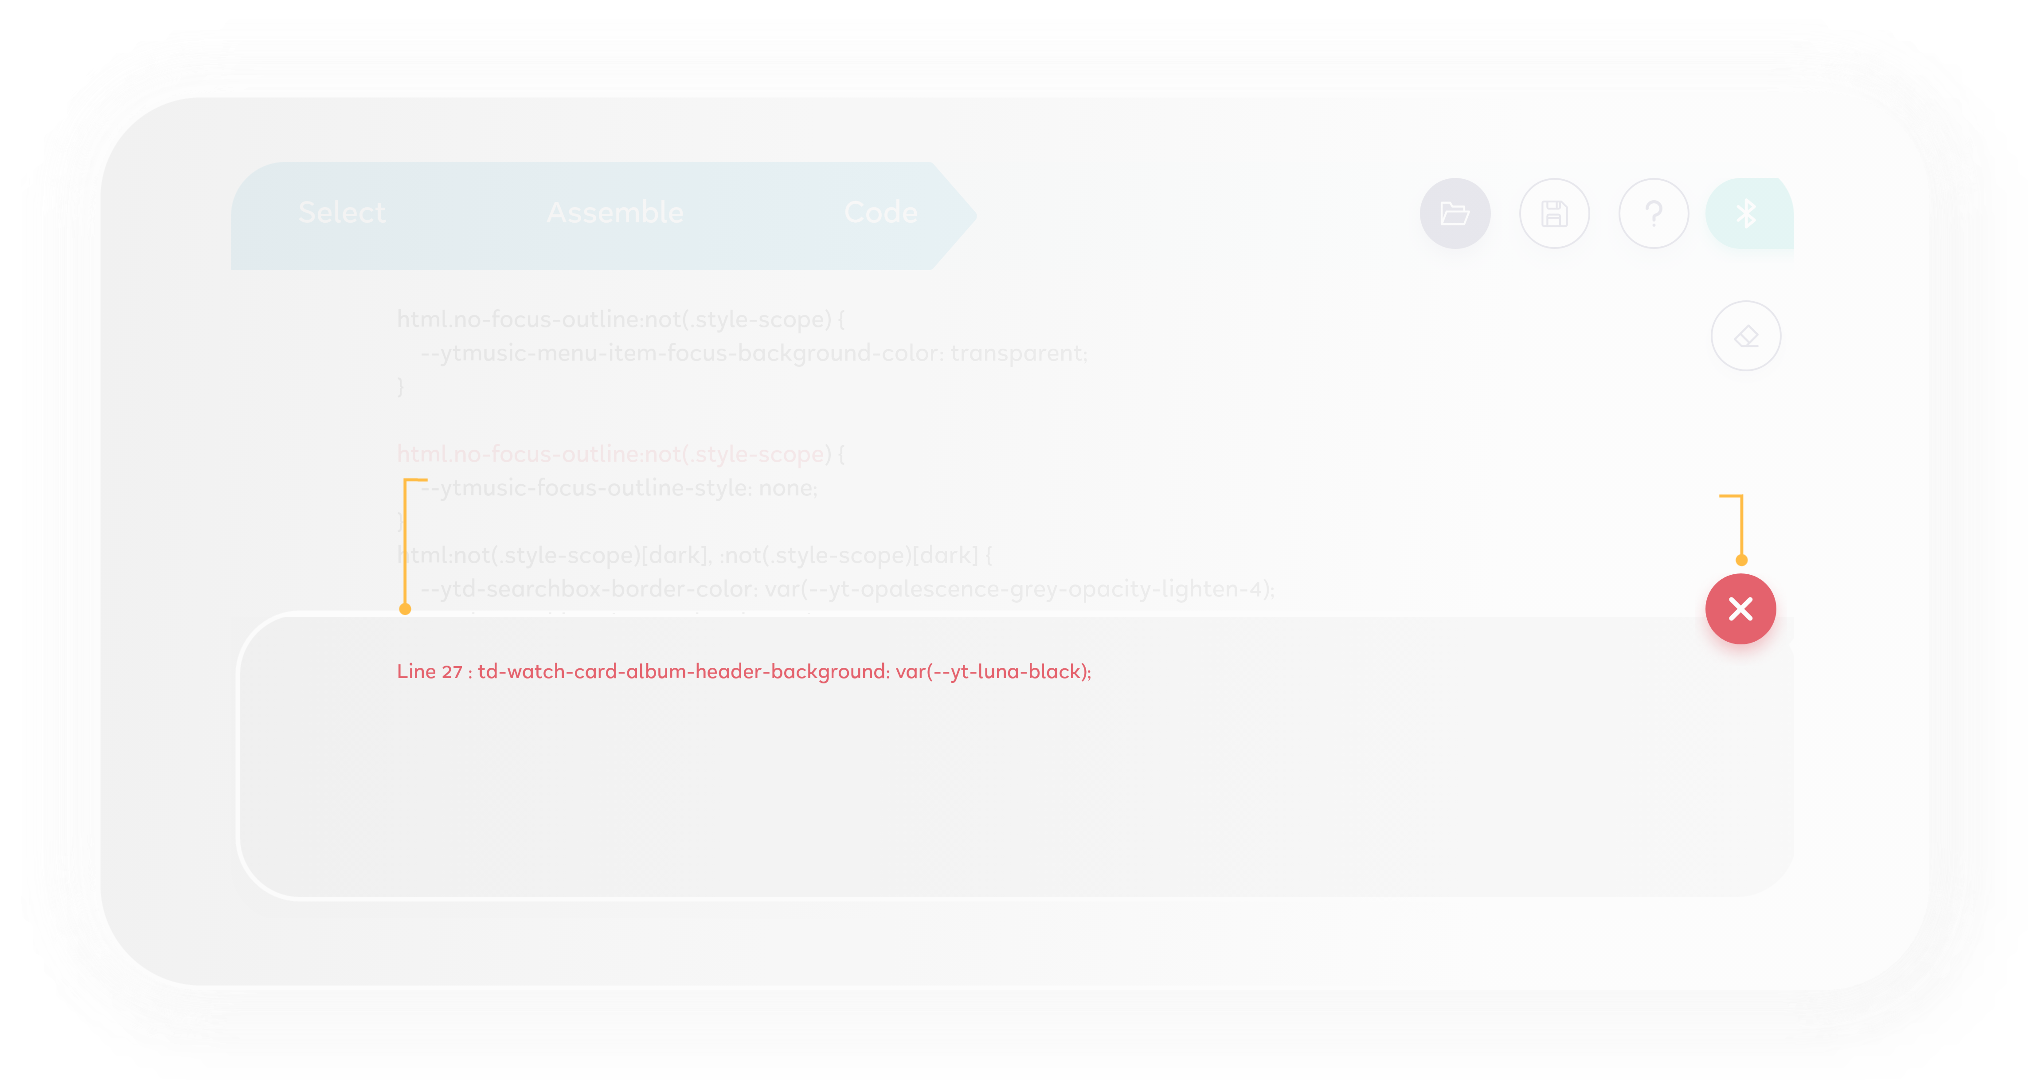 Select Assemble Code
html.no-focus-outline:not(.style-scope) {
--ytmusic-menu-item-focus-background-color: transparent;
}
html.no-focus-outline:not(.style-scope) {
--ytmusic-focus-outline-style: none;
}
html:not(.style-scope)[dark], :not(.style-scope)[dark] {
--ytd-searchbox-border-color: var(--yt-opalescence-grey-opacity-lighten-4);
Line 27 : td-watch-card-album-header-background: var(--yt-luna-black);